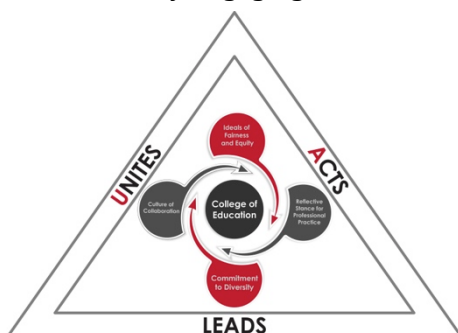 UNITES
ACTS
Ideals of
Fairness
and Equity
Culture of
Collaboration
College of
Education
Reflective
Stance for
Professional
Practice
Commitment
to Diversity
LEADS